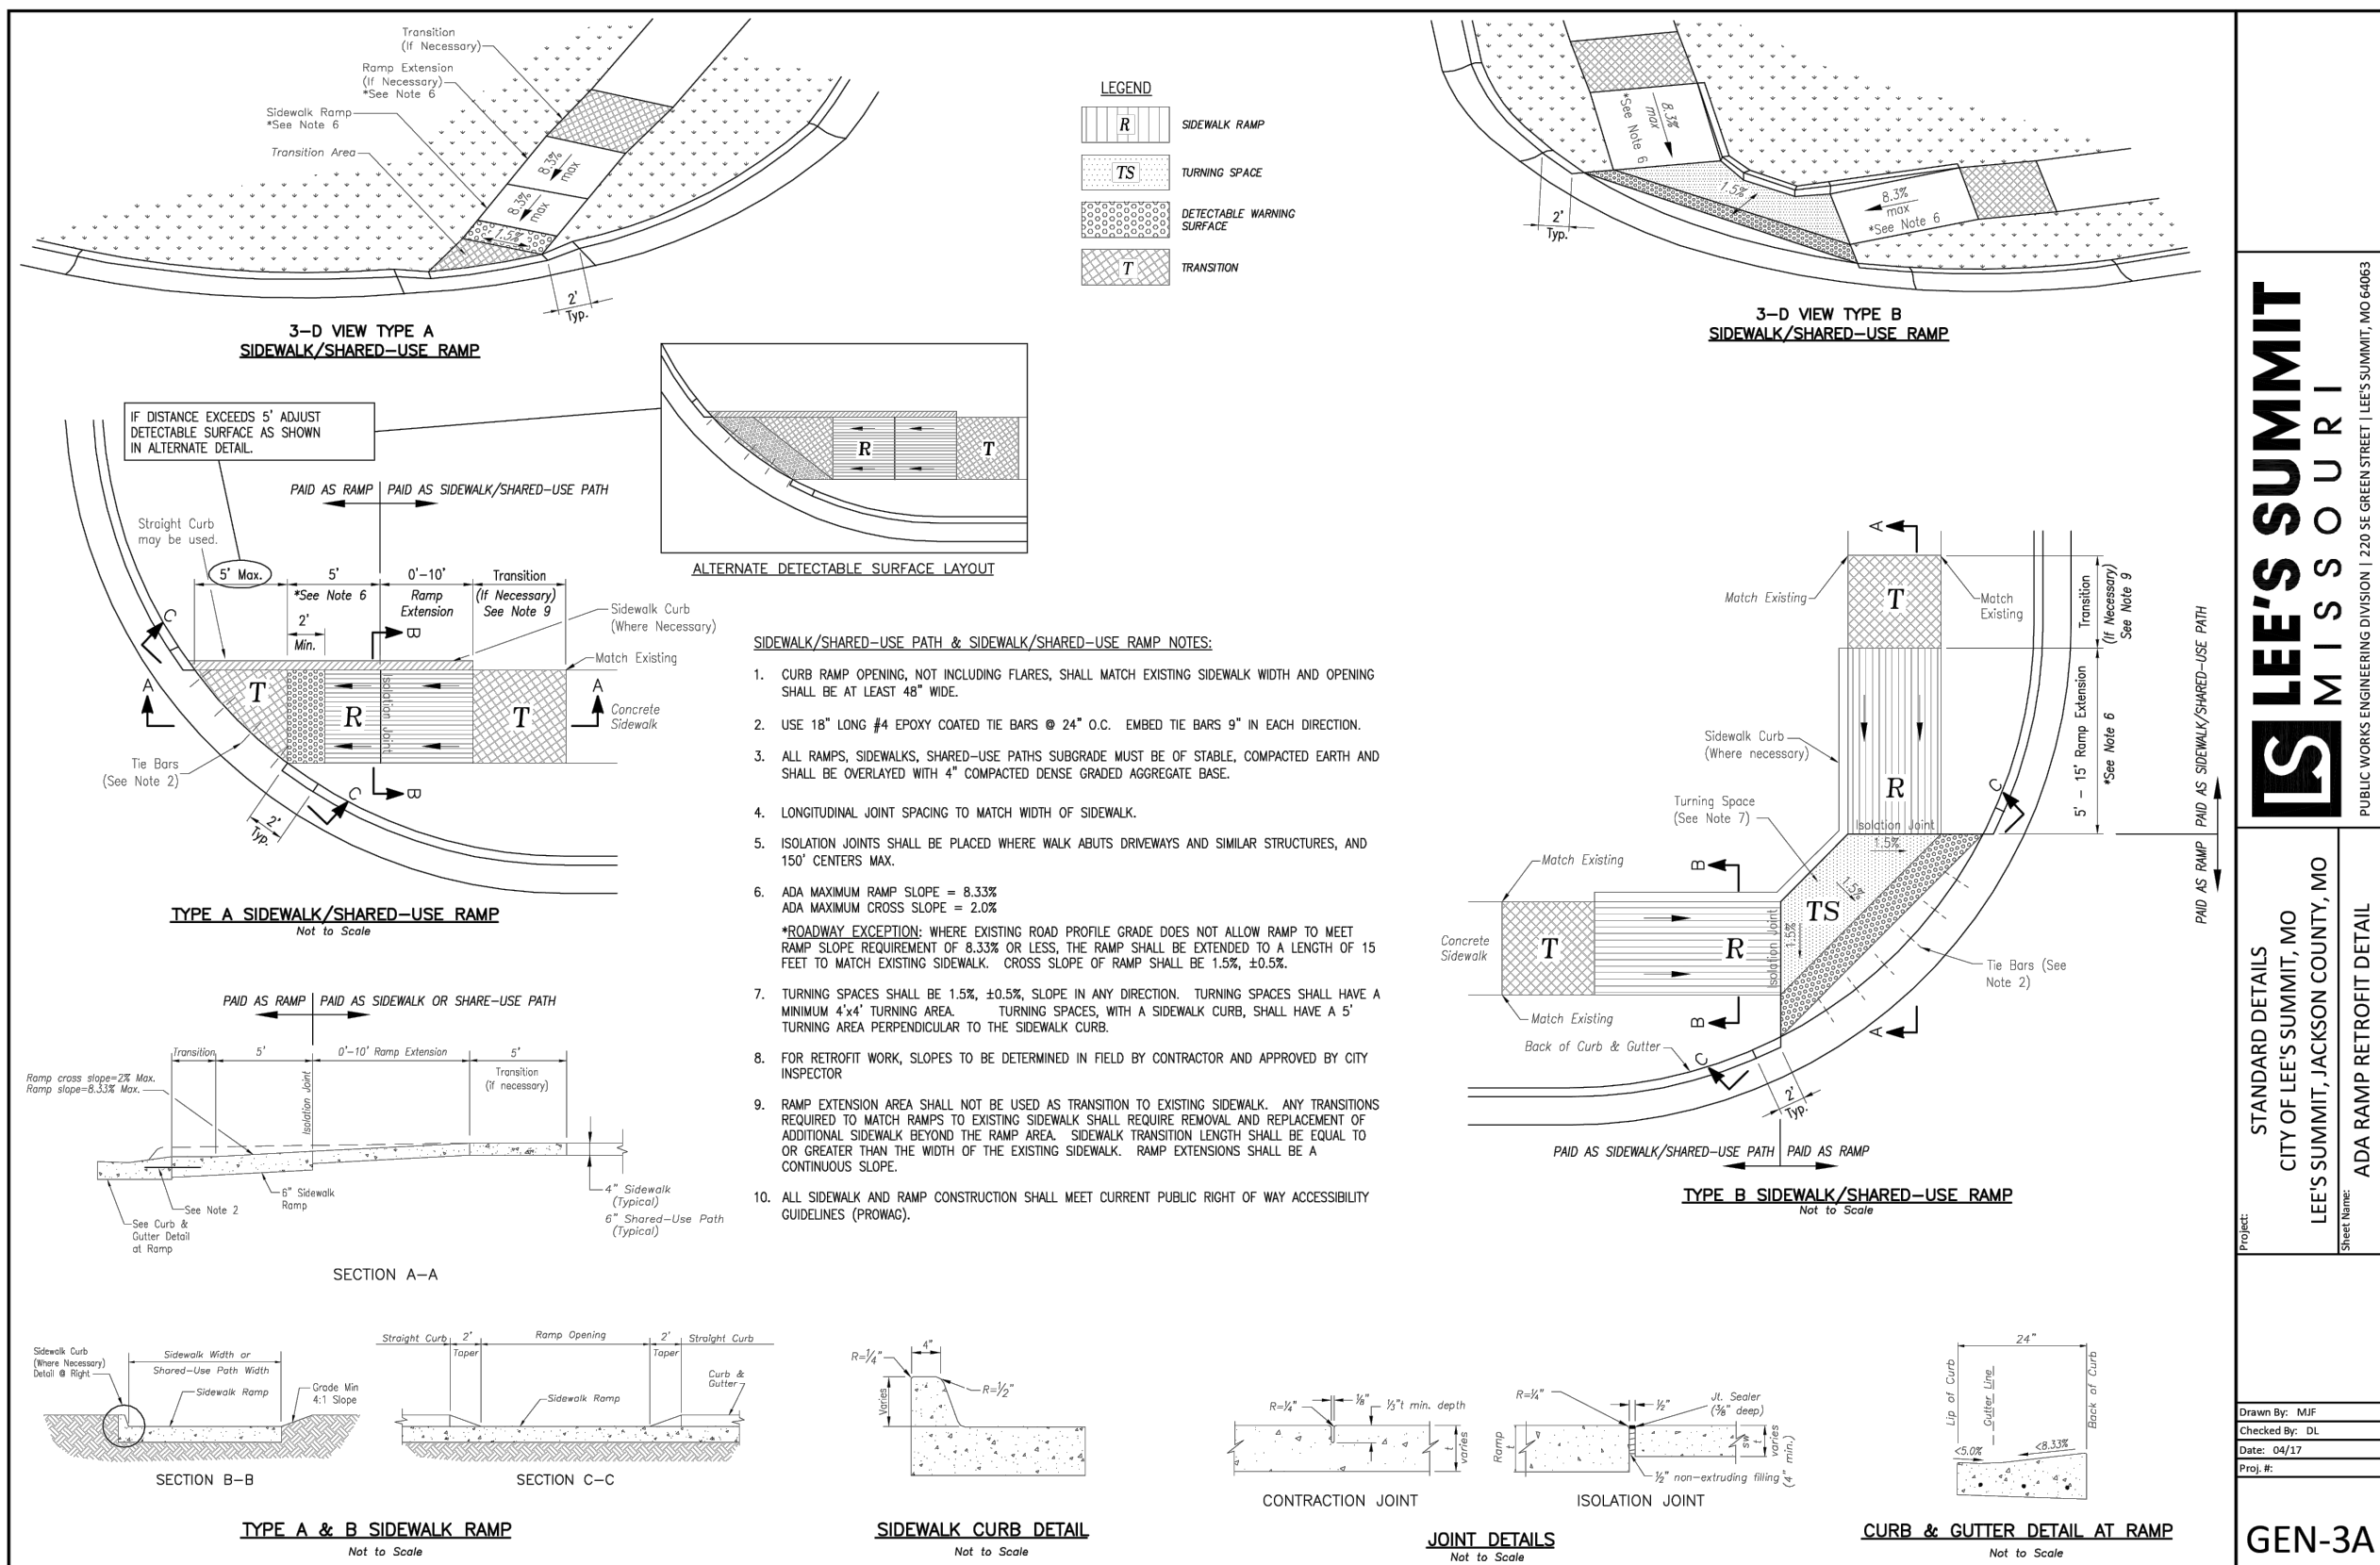 Transition
(If Necessary)
Ramp Extension
(If Necessary)
*See Note 6
Sidewalk Ramp
*See Note 6
Transition Area
8.3%
max
8.3%
max
1.5%
2'
Typ.
3-D VIEW TYPE A
SIDEWALK/SHARED-USE RAMP
LEGEND
R
SIDEWALK RAMP
TS
TURNING SPACE
DETECTABLE WARNING
SURFACE
T
TRANSITION
8.3%
max
*See Note 6
1.5%
8.3%
max
*See Note 6
2'
Typ.
3-D VIEW TYPE B
SIDEWALK/SHARED-USE RAMP
IF DISTANCE EXCEEDS 5' ADJUST
DETECTABLE SURFACE AS SHOWN
IN ALTERNATE DETAIL.
R
T
ALTERNATE DETECTABLE SURFACE LAYOUT
PAID AS RAMP
PAID AS SIDEWALK/SHARED-USE PATH
Straight Curb
may be used.
5' Max.
5'
*See Note 6
0'-10'
Ramp
Extension
Transition
(If Necessary)
See Note 9
2'
Min.
Sidewalk Curb
(Where Necessary)
Match Existing
Concrete
Sidewalk
A
A
B
B
C
C
T
R
T
Isolation Joint
Tie Bars
(See Note 2)
2'
Typ.
TYPE A SIDEWALK/SHARED-USE RAMP
Not to Scale
PAID AS RAMP
PAID AS SIDEWALK OR SHARE-USE PATH
Transition
5'
0'-10' Ramp Extension
5'
Transition
(if necessary)
Ramp cross slope=2% Max.
Ramp slope=8.33% Max.
Isolation Joint
6" Sidewalk
Ramp
See Note 2
See Curb &
Gutter Detail
at Ramp
4" Sidewalk
(Typical)
6" Shared-Use Path
(Typical)
SECTION A-A
SIDEWALK/SHARED-USE PATH & SIDEWALK/SHARED-USE RAMP NOTES:
1. CURB RAMP OPENING, NOT INCLUDING FLARES, SHALL MATCH EXISTING SIDEWALK WIDTH AND OPENING
SHALL BE AT LEAST 48" WIDE.
2. USE 18" LONG #4 EPOXY COATED TIE BARS @ 24" O.C. EMBED TIE BARS 9" IN EACH DIRECTION.
3. ALL RAMPS, SIDEWALKS, SHARED-USE PATHS SUBGRADE MUST BE OF STABLE, COMPACTED EARTH AND
SHALL BE OVERLAYED WITH 4" COMPACTED DENSE GRADED AGGREGATE BASE.
4. LONGITUDINAL JOINT SPACING TO MATCH WIDTH OF SIDEWALK.
5. ISOLATION JOINTS SHALL BE PLACED WHERE WALK ABUTS DRIVEWAYS AND SIMILAR STRUCTURES, AND
150' CENTERS MAX.
6. ADA MAXIMUM RAMP SLOPE = 8.33%
ADA MAXIMUM CROSS SLOPE = 2.0%
*ROADWAY EXCEPTION: WHERE EXISTING ROAD PROFILE GRADE DOES NOT ALLOW RAMP TO MEET
RAMP SLOPE REQUIREMENT OF 8.33% OR LESS, THE RAMP SHALL BE EXTENDED TO A LENGTH OF 15
FEET TO MATCH EXISTING SIDEWALK. CROSS SLOPE OF RAMP SHALL BE 1.5%, ±0.5%.
7. TURNING SPACES SHALL BE 1.5%, ±0.5%, SLOPE IN ANY DIRECTION. TURNING SPACES SHALL HAVE A
MINIMUM 4'x4' TURNING AREA. TURNING SPACES, WITH A SIDEWALK CURB, SHALL HAVE A 5'
TURNING AREA PERPENDICULAR TO THE SIDEWALK CURB.
8. FOR RETROFIT WORK, SLOPES TO BE DETERMINED IN FIELD BY CONTRACTOR AND APPROVED BY CITY
INSPECTOR
9. RAMP EXTENSION AREA SHALL NOT BE USED AS TRANSITION TO EXISTING SIDEWALK. ANY TRANSITIONS
REQUIRED TO MATCH RAMPS TO EXISTING SIDEWALK SHALL REQUIRE REMOVAL AND REPLACEMENT OF
ADDITIONAL SIDEWALK BEYOND THE RAMP AREA. SIDEWALK TRANSITION LENGTH SHALL BE EQUAL TO
OR GREATER THAN THE WIDTH OF THE EXISTING SIDEWALK. RAMP EXTENSIONS SHALL BE A
CONTINUOUS SLOPE.
10. ALL SIDEWALK AND RAMP CONSTRUCTION SHALL MEET CURRENT PUBLIC RIGHT OF WAY ACCESSIBILITY
GUIDELINES (PROWAG).
A
Match Existing
T
Match
Existing
Transition
(If Necessary)
See Note 9
5' - 15' Ramp Extension
*See Note 6
PAID AS SIDEWALK/SHARED-USE PATH
PAID AS RAMP
Sidewalk Curb
(Where necessary)
R
Turning Space
(See Note 7)
Isolation Joint
C
1.5%
1.5%
1.5%
TS
Match Existing
B
Concrete
Sidewalk
T
R
Isolation Joint
Match Existing
B
Tie Bars (See
Note 2)
A
Back of Curb & Gutter
C
2'
Typ.
PAID AS SIDEWALK/SHARED-USE PATH
PAID AS RAMP
TYPE B SIDEWALK/SHARED-USE RAMP
Not to Scale
Sidewalk Curb
(Where Necessary)
Detail @ Right
Sidewalk Width or
Shared-Use Path Width
Sidewalk Ramp
Grade Min
4:1 Slope
SECTION B-B
Straight Curb
2'
Taper
Ramp Opening
2'
Taper
Straight Curb
Curb &
Gutter
Sidewalk Ramp
SECTION C-C
TYPE A & B SIDEWALK RAMP
Not to Scale
4"
R=1/4"
R=1/2"
Varies
SIDEWALK CURB DETAIL
Not to Scale
R=1/4"
1/8"
1/3"t min. depth
t
varies
CONTRACTION JOINT
R=1/4"
1/2"
Jt. Sealer
(3/8" deep)
Ramp
t
sw t
varies
(4" min.)
1/2" non-extruding filling
ISOLATION JOINT
JOINT DETAILS
Not to Scale
24"
Lip of Curb
Gutter Line
Back of Curb
<5.0%
<8.33%
CURB & GUTTER DETAIL AT RAMP
Not to Scale
LS LEE'S SUMMIT
MISSOURI
PUBLIC WORKS ENGINEERING DIVISION | 220 SE GREEN STREET | LEE'S SUMMIT, MO 64063
Project:
STANDARD DETAILS
CITY OF LEE'S SUMMIT, MO
LEE'S SUMMIT, JACKSON COUNTY, MO
Sheet Name:
ADA RAMP RETROFIT DETAIL
Drawn By: MJF
Checked By: DL
Date: 04/17
Proj. #:
GEN-3A